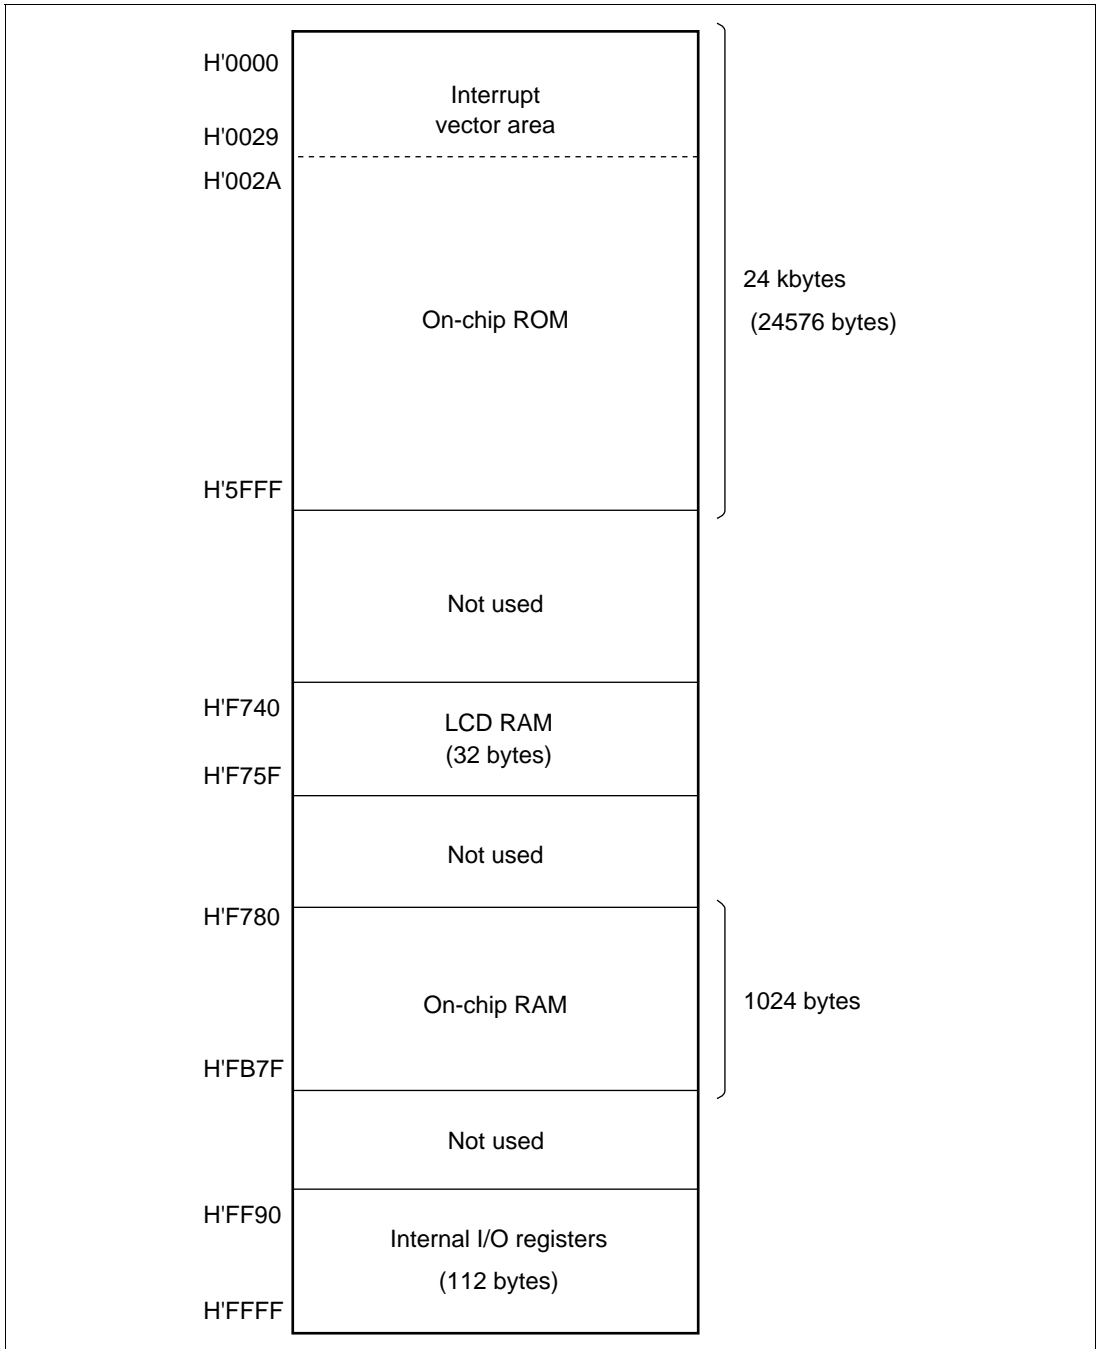 H'0000
Interrupt
vector area
H'0029
H'002A
24 kbytes
On-chip ROM
(24576 bytes)
H'5FFF
Not used
H'F740
LCD RAM
(32 bytes)
H'F75F
Not used
H'F780
On-chip RAM
1024 bytes
H'FB7F
Not used
H'FF90
Internal I/O registers
(112 bytes)
H'FFFF